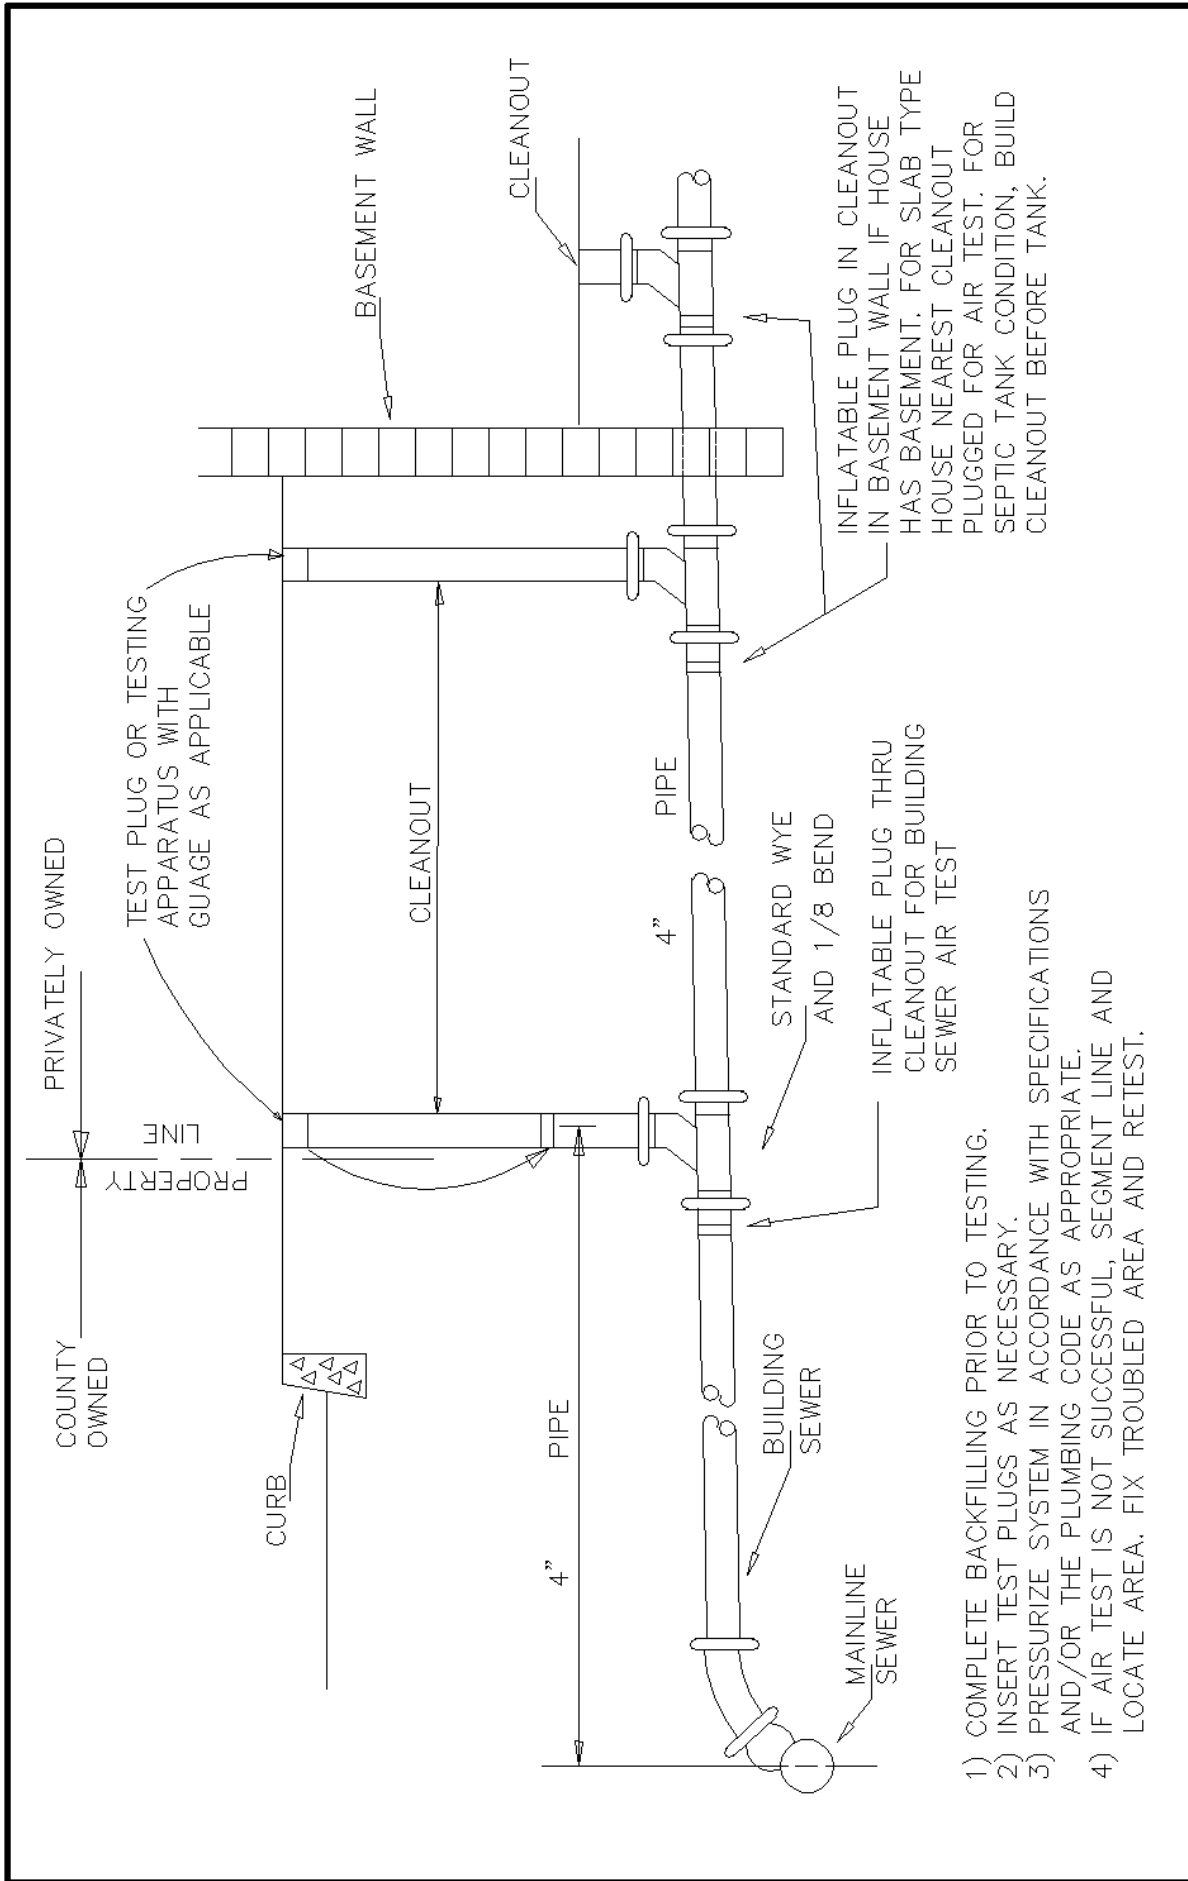 COUNTY
OWNED
PRIVATELY OWNED
PROPERTY
LINE
TEST PLUG OR TESTING
APPARATUS WITH
GUAGE AS APPLICABLE
BASEMENT WALL
CURB
CLEANOUT
CLEANOUT
4" PIPE
4" PIPE
MAINLINE
SEWER
BUILDING
SEWER
STANDARD WYE
AND 1/8 BEND
INFLATABLE PLUG THRU
CLEANOUT FOR BUILDING
SEWER AIR TEST
INFLATABLE PLUG IN CLEANOUT
IN BASEMENT WALL IF HOUSE
HAS BASEMENT. FOR SLAB TYPE
HOUSE NEAREST CLEANOUT
PLUGGED FOR AIR TEST. FOR
SEPTIC TANK CONDITION, BUILD
CLEANOUT BEFORE TANK.
1) COMPLETE BACKFILLING PRIOR TO TESTING.
2) INSERT TEST PLUGS AS NECESSARY.
3) PRESSURIZE SYSTEM IN ACCORDANCE WITH SPECIFICATIONS
AND/OR THE PLUMBING CODE AS APPROPRIATE.
4) IF AIR TEST IS NOT SUCCESSFUL, SEGMENT LINE AND
LOCATE AREA. FIX TROUBLED AREA AND RETEST.